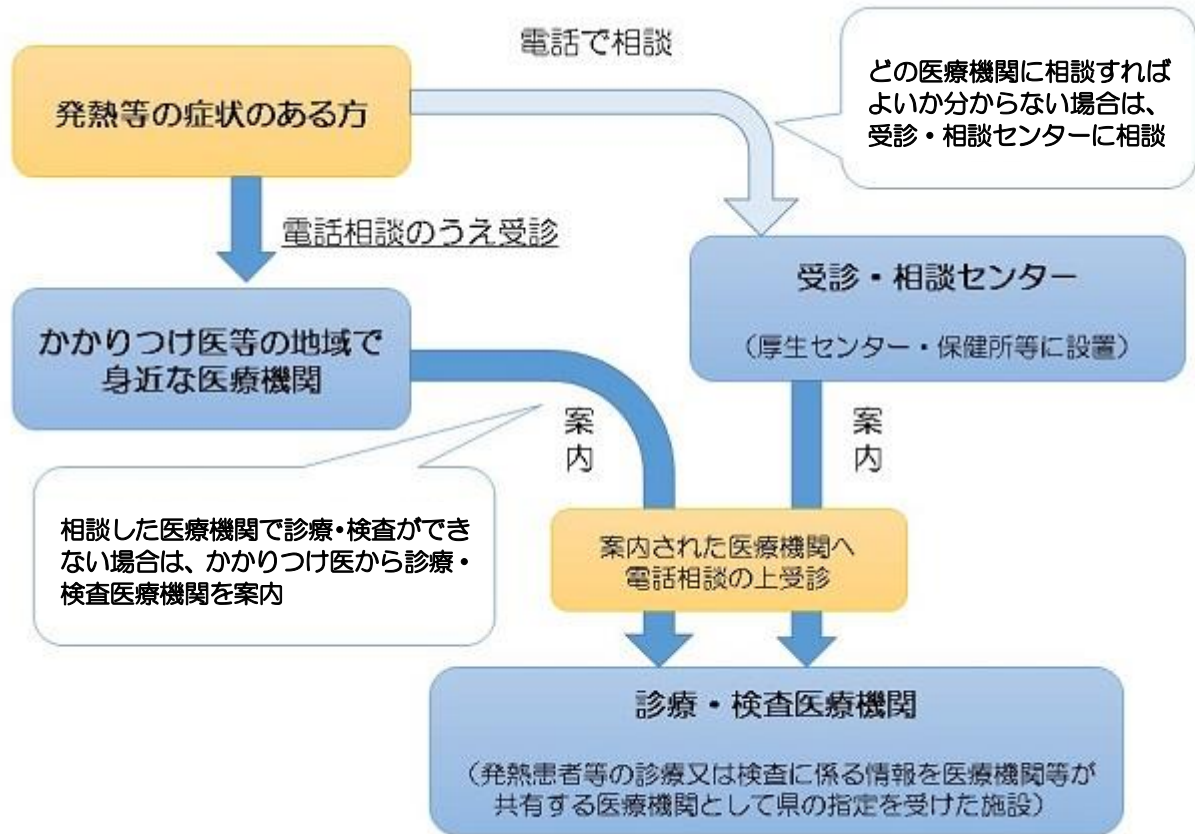 電話で相談
発熱等の症状のある方
どの医療機関に相談すれば
よいか分からない場合は、
受診・相談センターに相談
電話相談のうえ受診
受診・相談センター
（厚生センター・保健所等に設置）
かかりつけ医等の地域で
身近な医療機関
案内
案内
相談した医療機関で診療・検査ができ
ない場合は、かかりつけ医から診療・
検査医療機関を案内
案内された医療機関へ
電話相談の上受診
診療・検査医療機関
（発熱患者等の診療又は検査に係る情報を医療機関等が
共有する医療機関として県の指定を受けた施設）